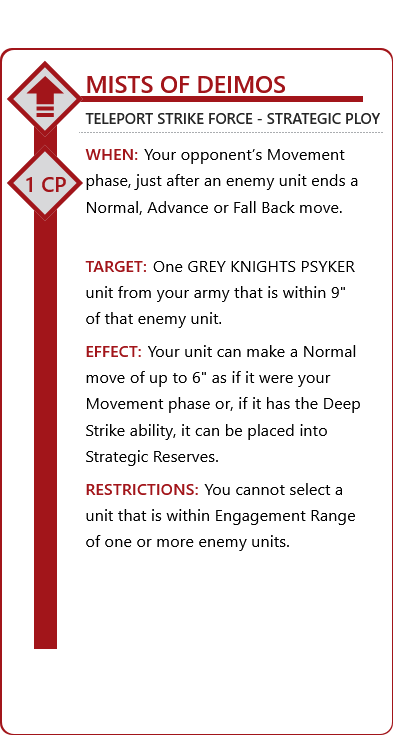 MISTS OF DEIMOS
TELEPORT STRIKE FORCE - STRATEGIC PLOY
1 CP
WHEN: Your opponent’s Movement
phase, just after an enemy unit ends a
Normal, Advance or Fall Back move.
TARGET: One GREY KNIGHTS PSYKER
unit from your army that is within 9"
of that enemy unit.
EFFECT: Your unit can make a Normal
move of up to 6" as if it were your
Movement phase or, if it has the Deep
Strike ability, it can be placed into
Strategic Reserves.
RESTRICTIONS: You cannot select a
unit that is within Engagement Range
of one or more enemy units.